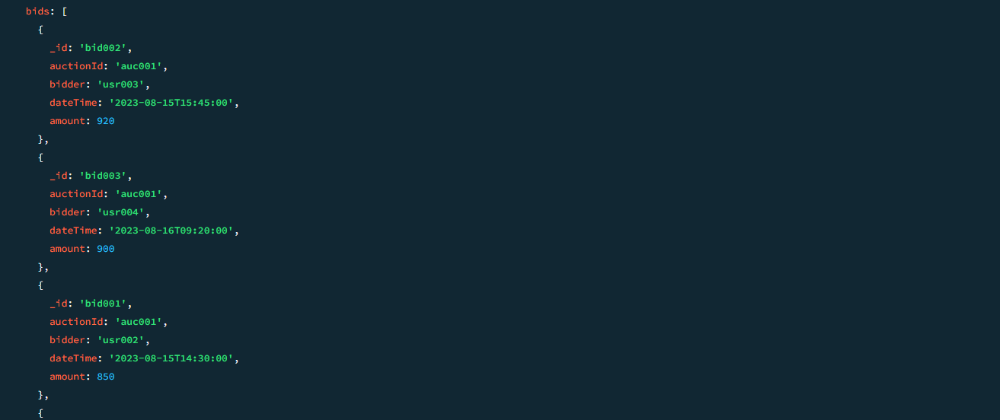 bids: [
{
_id: 'bid002',
auctionId: 'auc001',
bidder: 'usr003',
dateTime: '2023-08-15T15:45:00',
amount: 920
},
{
_id: 'bid003',
auctionId: 'auc001',
bidder: 'usr004',
dateTime: '2023-08-16T09:20:00',
amount: 900
},
{
_id: 'bid001',
auctionId: 'auc001',
bidder: 'usr002',
dateTime: '2023-08-15T14:30:00',
amount: 850
},
{